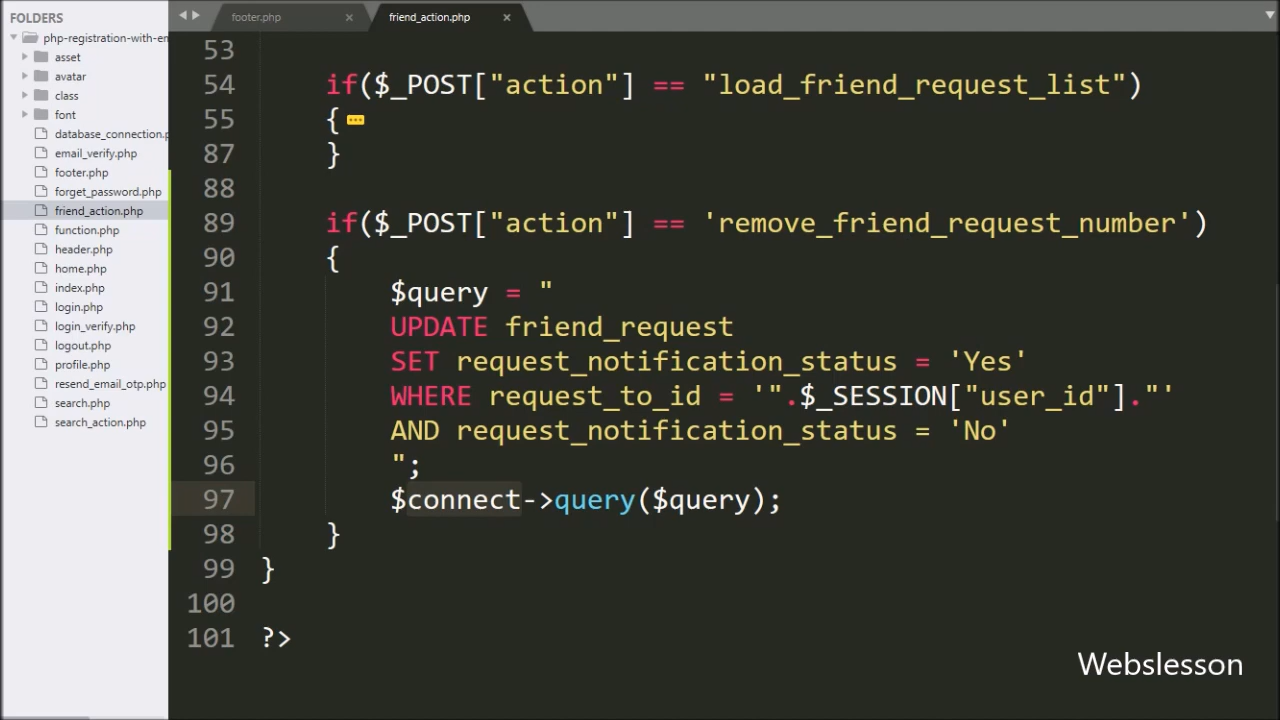 FOLDERS
php-registration-with-em
asset
avatar
class
font
database_connection.p
email_verify.php
footer.php
forget_password.php
friend_action.php
function.php
header.php
home.php
index.php
login.php
login_verify.php
logout.php
profile.php
resend_email_otp.php
search.php
search_action.php
footer.php ×
friend_action.php ×
53
54 if($_POST["action"] == "load_friend_request_list")
55 {
87 }
88
89 if($_POST["action"] == 'remove_friend_request_number')
90 {
91 $query = "
92 UPDATE friend_request
93 SET request_notification_status = 'Yes'
94 WHERE request_to_id = '".$_SESSION["user_id"]."'
95 AND request_notification_status = 'No'
96 ";
97 $connect->query($query);
98 }
99 }
100
101 ?>
Webslesson